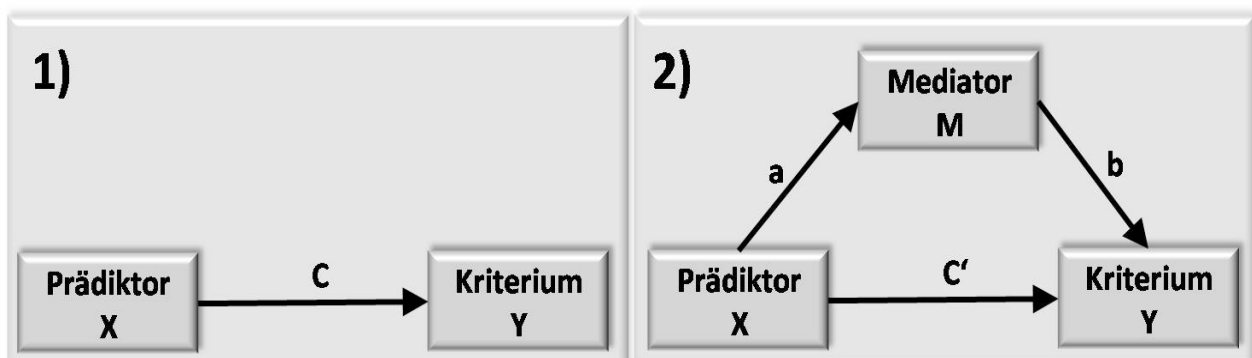 1)
Prädiktor
X
C
Kriterium
Y
2)
Mediator
M
a
b
Prädiktor
X
C‘
Kriterium
Y